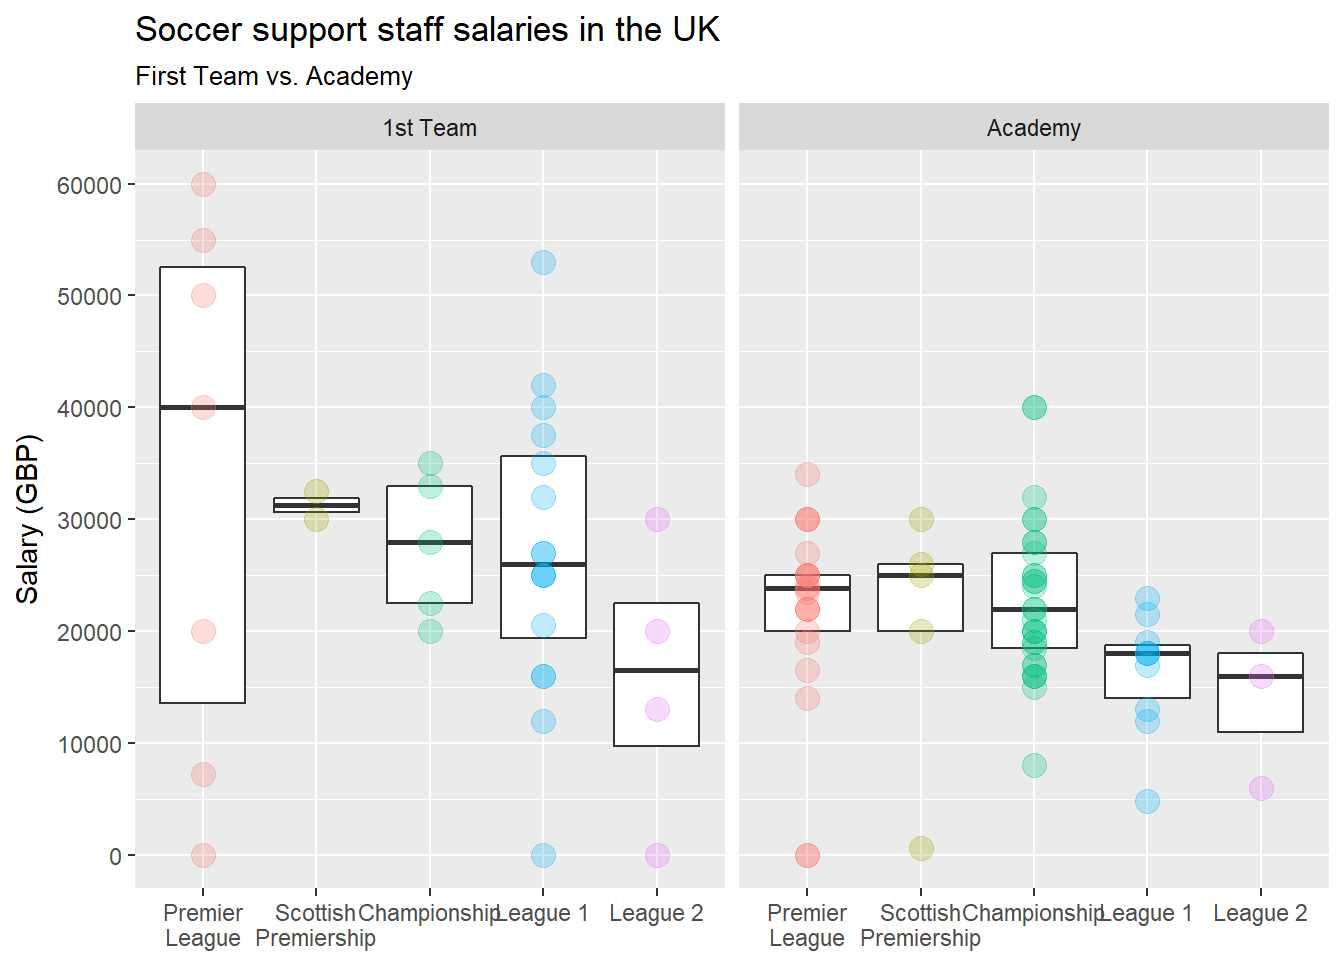 Soccer support staff salaries in the UK
First Team vs. Academy
1st Team
Academy
Salary (GBP)
60000
50000
40000
30000
20000
10000
0
Premier
League
Scottish
Premiership
Championship
League 1
League 2
Premier
League
Scottish
Premiership
Championship
League 1
League 2